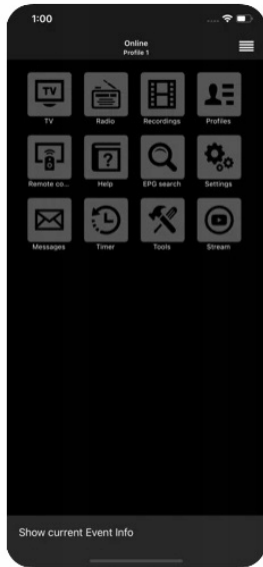 1:00
Online
Profile 1
TV
TV Radio Recordings Profiles
?
Remote co... Help EPG search Settings
Messages Timer Tools Stream
Show current Event Info